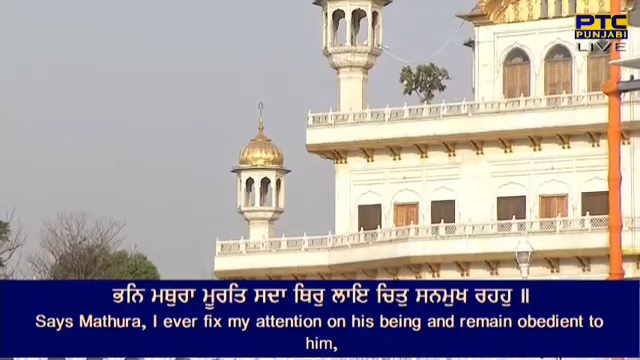 PTC
PUNJABI
LIVE
ਭਨਿ ਮਥੁਰਾ ਮੂਰਤਿ ਸਦਾ ਥਿਰੁ ਲਾਇ ਚਿਤੁ ਸਨਮੁਖ ਰਹਹੁ ॥
Says Mathura, I ever fix my attention on his being and remain obedient to
him,